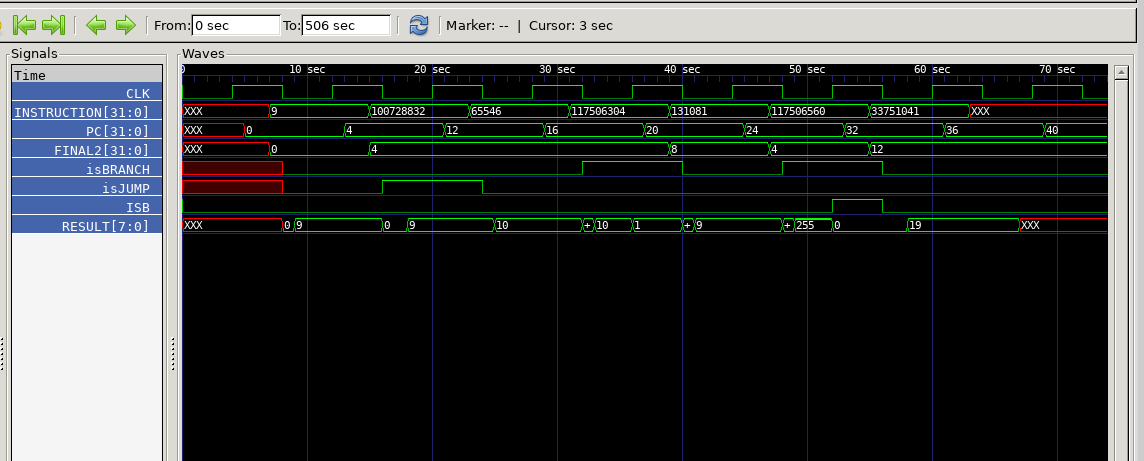 From: 0 sec To: 506 sec Marker: -- | Cursor: 3 sec
Signals Waves
Time 0 10 sec 20 sec 30 sec 40 sec 50 sec 60 sec 70 sec
CLK
INSTRUCTION[31:0] XXX 9 100728832 65546 117506304 131081 117506560 33751041 XXX
PC[31:0] XXX 0 4 12 16 20 24 32 36 40
FINAL2[31:0] XXX 0 4 8 4 12
isBRANCH
isJUMP
ISB
RESULT[7:0] XXX 0 9 0 9 10 + 10 1 + 9 + 255 0 19 XXX